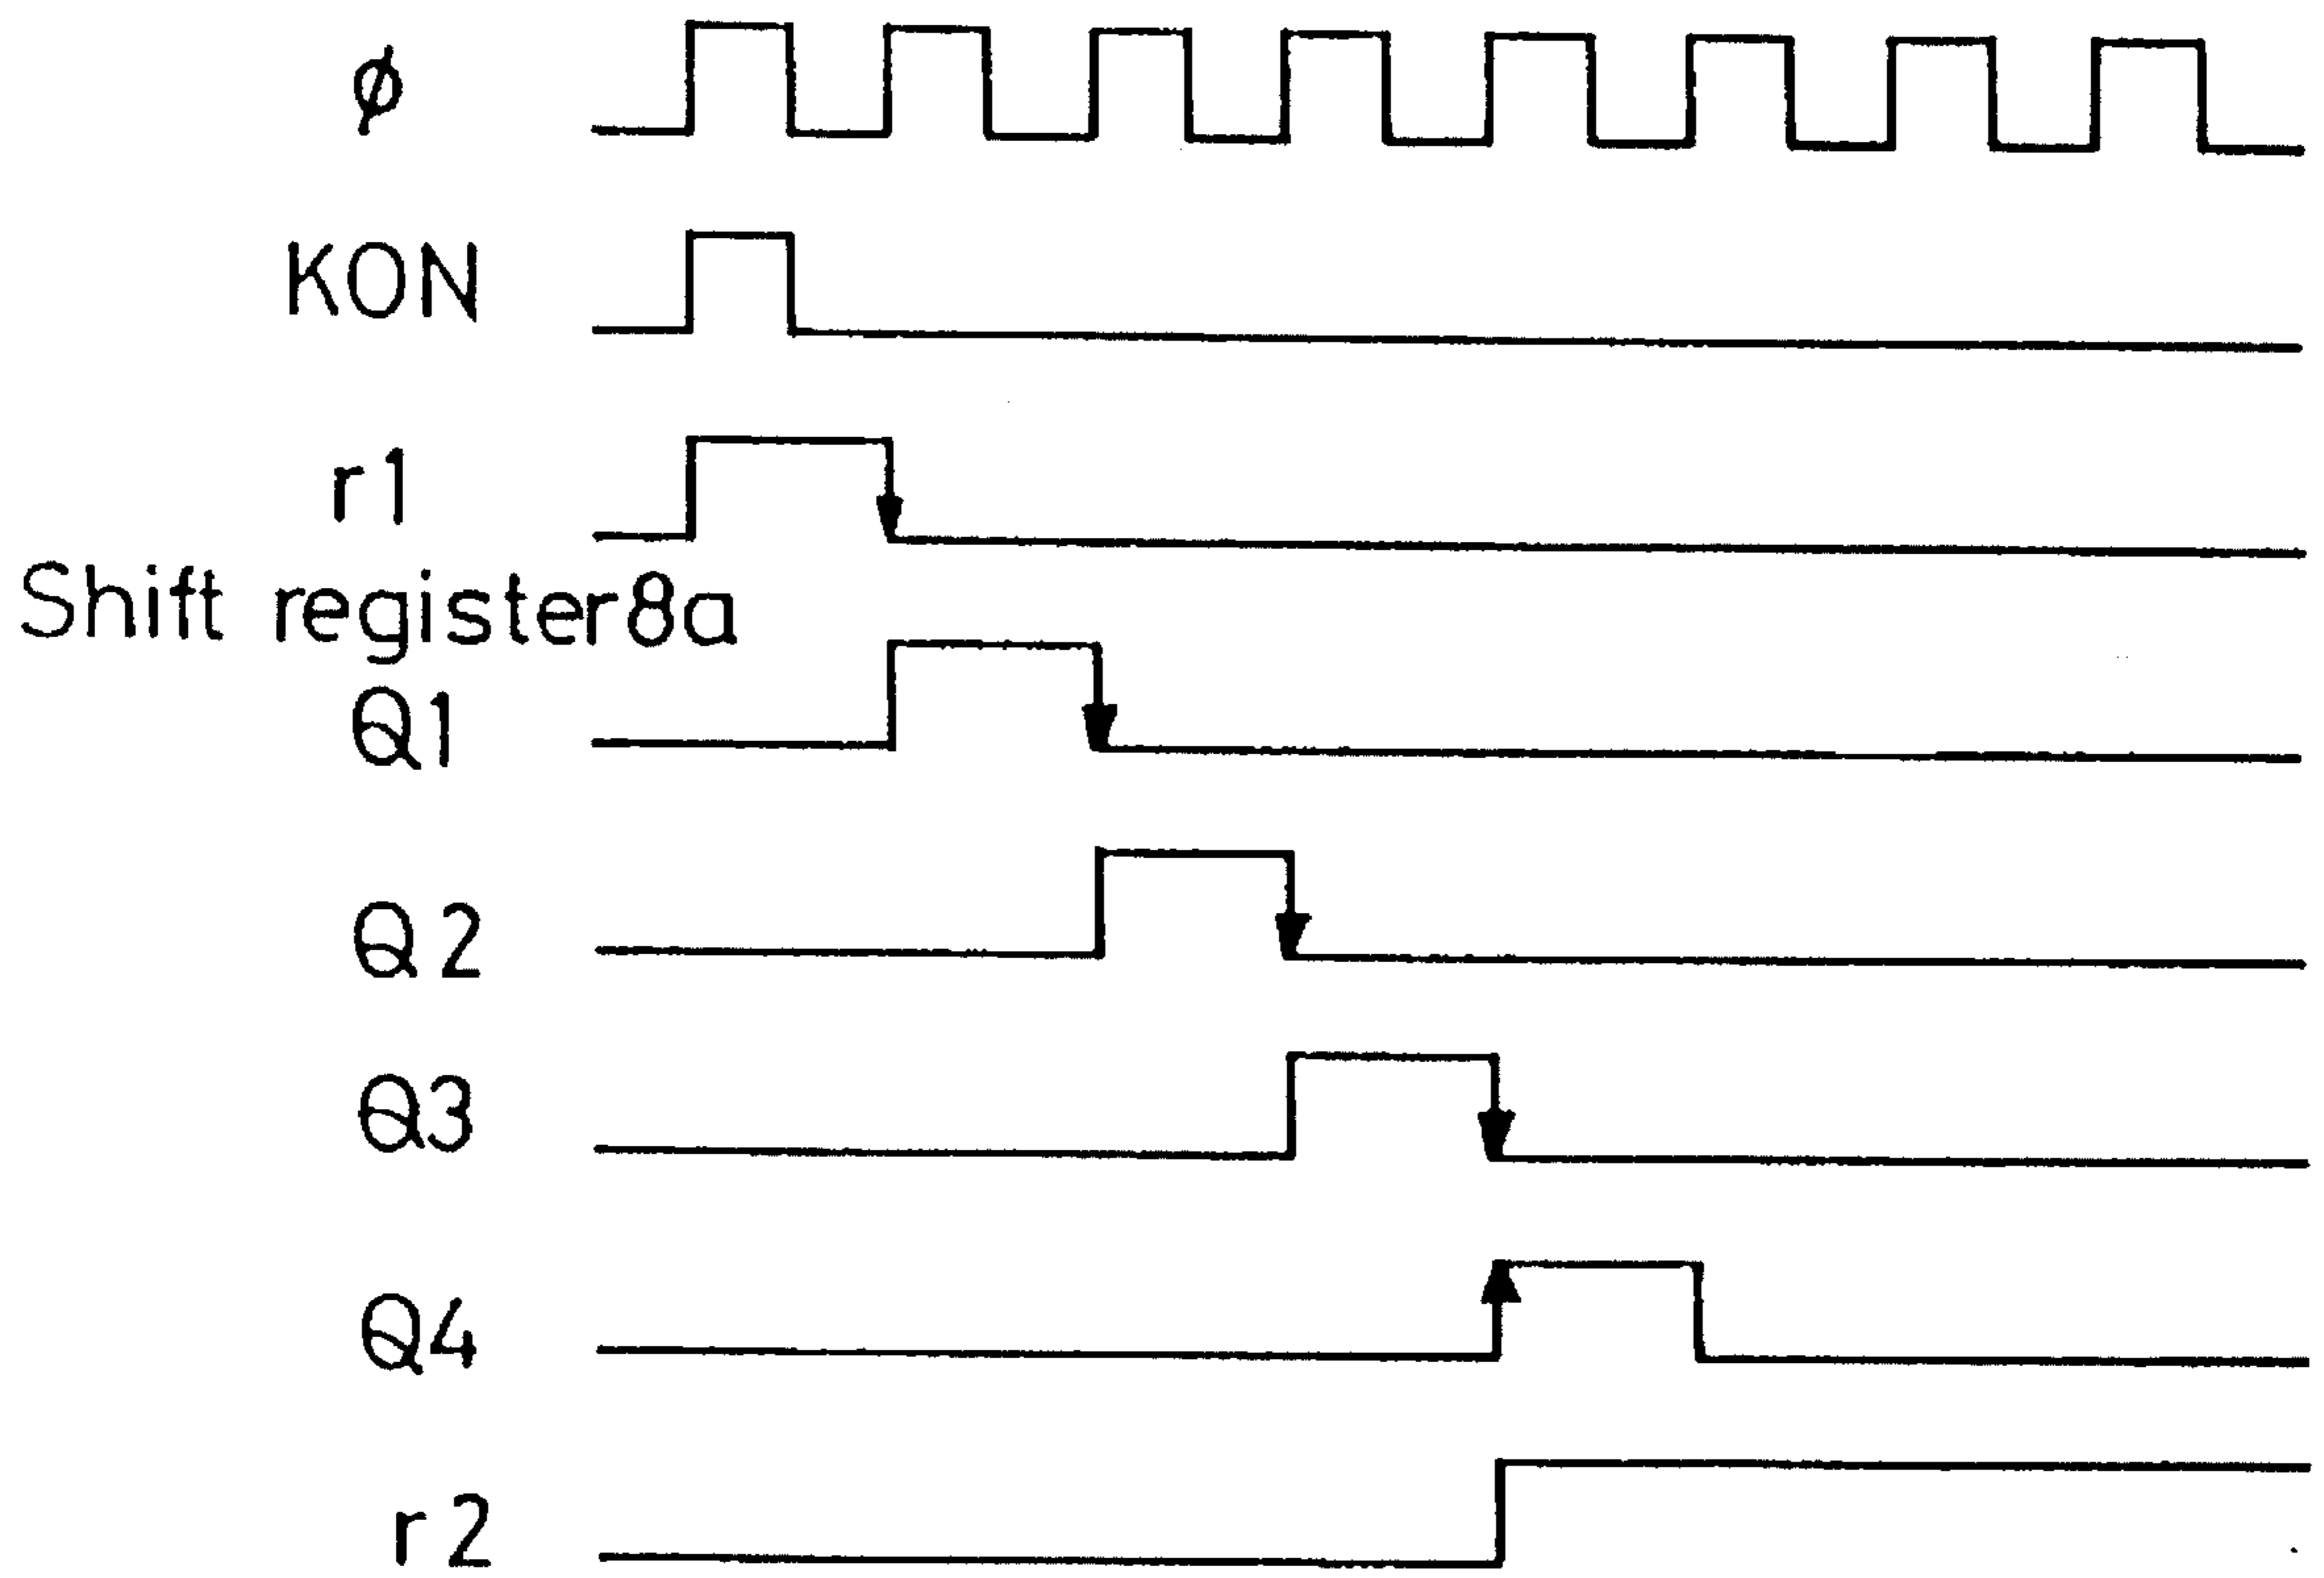 ϕ
KON
r1
Shift register8a
Q1
Q2
Q3
Q4
r2